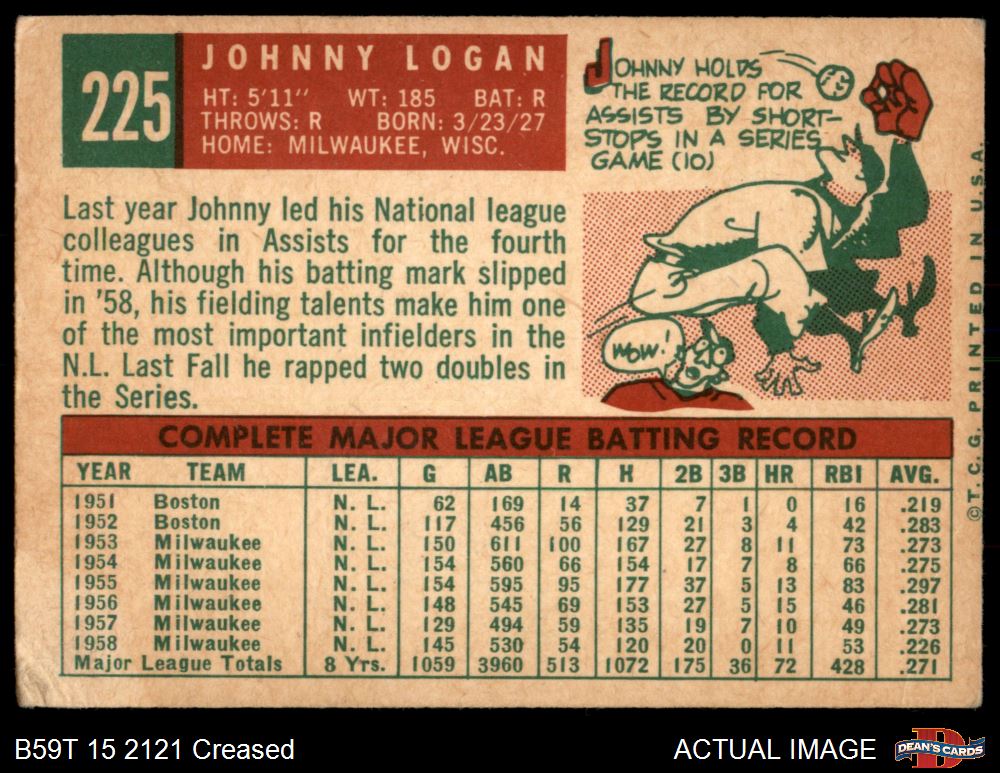 225
JOHNNY LOGAN
HT: 5'11" WT: 185 BAT: R
THROWS: R BORN: 3/23/27
HOME: MILWAUKEE, WISC.
JOHNNY HOLDS
THE RECORD FOR
ASSISTS BY SHORT-
STOPS IN A SERIES
GAME (10)
Last year Johnny led his National league
colleagues in Assists for the fourth
time. Although his batting mark slipped
in '58, his fielding talents make him one
of the most important infielders in the
N.L. Last Fall he rapped two doubles in
the Series.
WOW!
©T. C. G. PRINTED IN U.S.A.
COMPLETE MAJOR LEAGUE BATTING RECORD
YEAR TEAM LEA. G AB R H 2B 3B HR RBI AVG.
1951 Boston N. L. 62 169 14 37 7 1 0 16 .219
1952 Boston N. L. 117 456 56 129 21 3 4 42 .283
1953 Milwaukee N. L. 150 611 100 167 27 8 11 73 .273
1954 Milwaukee N. L. 154 560 66 154 17 7 8 66 .275
1955 Milwaukee N. L. 154 595 95 177 37 5 13 83 .297
1956 Milwaukee N. L. 148 545 69 153 27 5 15 46 .281
1957 Milwaukee N. L. 129 494 59 135 19 7 10 49 .273
1958 Milwaukee N. L. 145 530 54 120 20 0 11 53 .226
Major League Totals 8 Yrs. 1059 3960 513 1072 175 36 72 428 .271
B59T 15 2121 Creased
ACTUAL IMAGE
DEAN'S CARDS